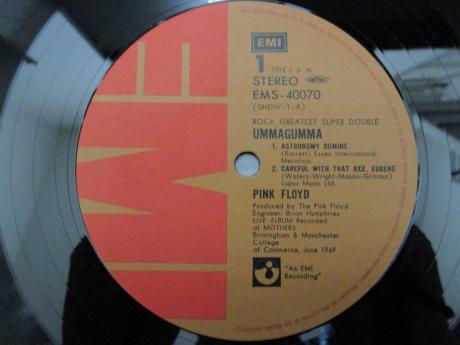 EMI
EMI
1 33⅓ r.p.m.
STEREO
EMS-40070
(SHDW-1-A)
ROCK GREATEST SUPER DOUBLE
UMMAGUMMA
1. ASTRONOMY DOMINE
(Barrett) Essex International.
Mecolico.
2. CAREFUL WITH THAT AXE, EUGENE
(Waters-Wright-Mason-Gilmour)
Lupus Music Ltd.
PINK FLOYD
Produced by The Pink Floyd
Engineer: Brian Humphries
LIVE ALBUM Recorded
at MOTHERS
Birmingham & Manchester
College
of Commerce, June 1969
"An EMI
Recording"